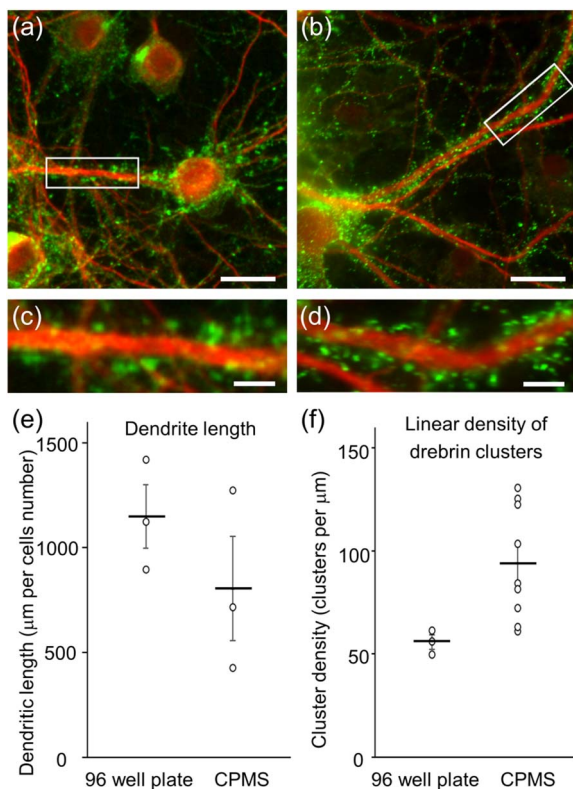 (a)
(b)
(c)
(d)
(e)
Dendrite length
Dendritic length (μm per cells number)
1500
1000
500
0
96 well plate
CPMS
(f)
Linear density of
drebrin clusters
Cluster density (clusters per μm)
150
100
50
0
96 well plate
CPMS